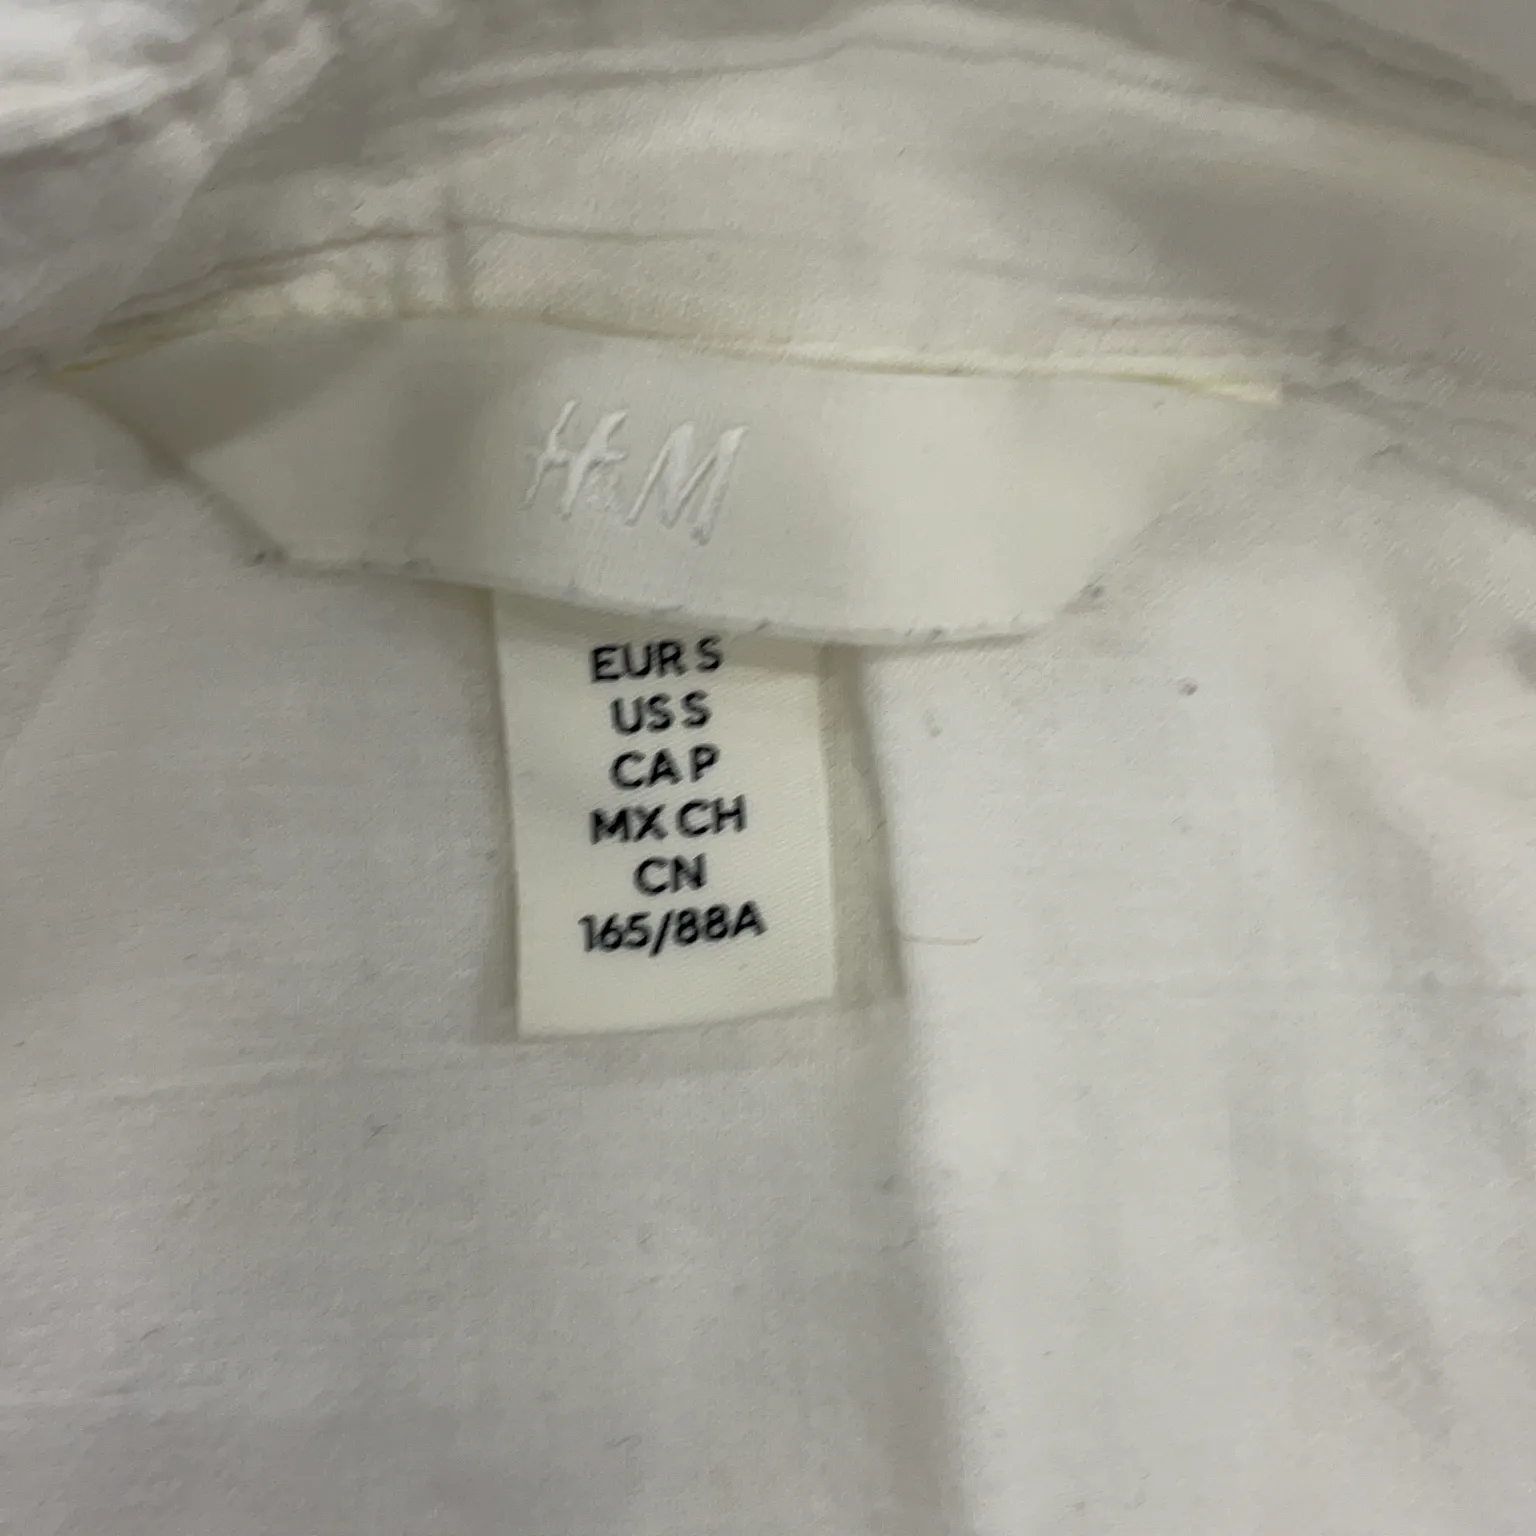 H&M
EUR S
US S
CA P
MX CH
CN
165/88A